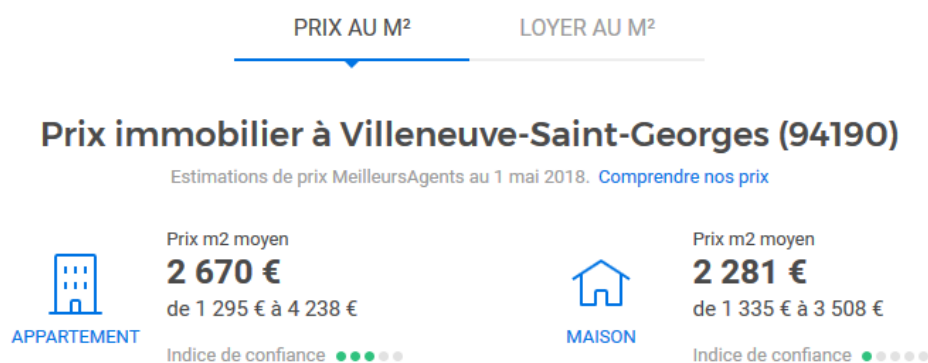 PRIX AU M²
LOYER AU M²
Prix immobilier à Villeneuve-Saint-Georges (94190)
Estimations de prix MeilleursAgents au 1 mai 2018. Comprendre nos prix
APPARTEMENT
Prix m2 moyen
2 670 €
de 1 295 € à 4 238 €
Indice de confiance
MAISON
Prix m2 moyen
2 281 €
de 1 335 € à 3 508 €
Indice de confiance